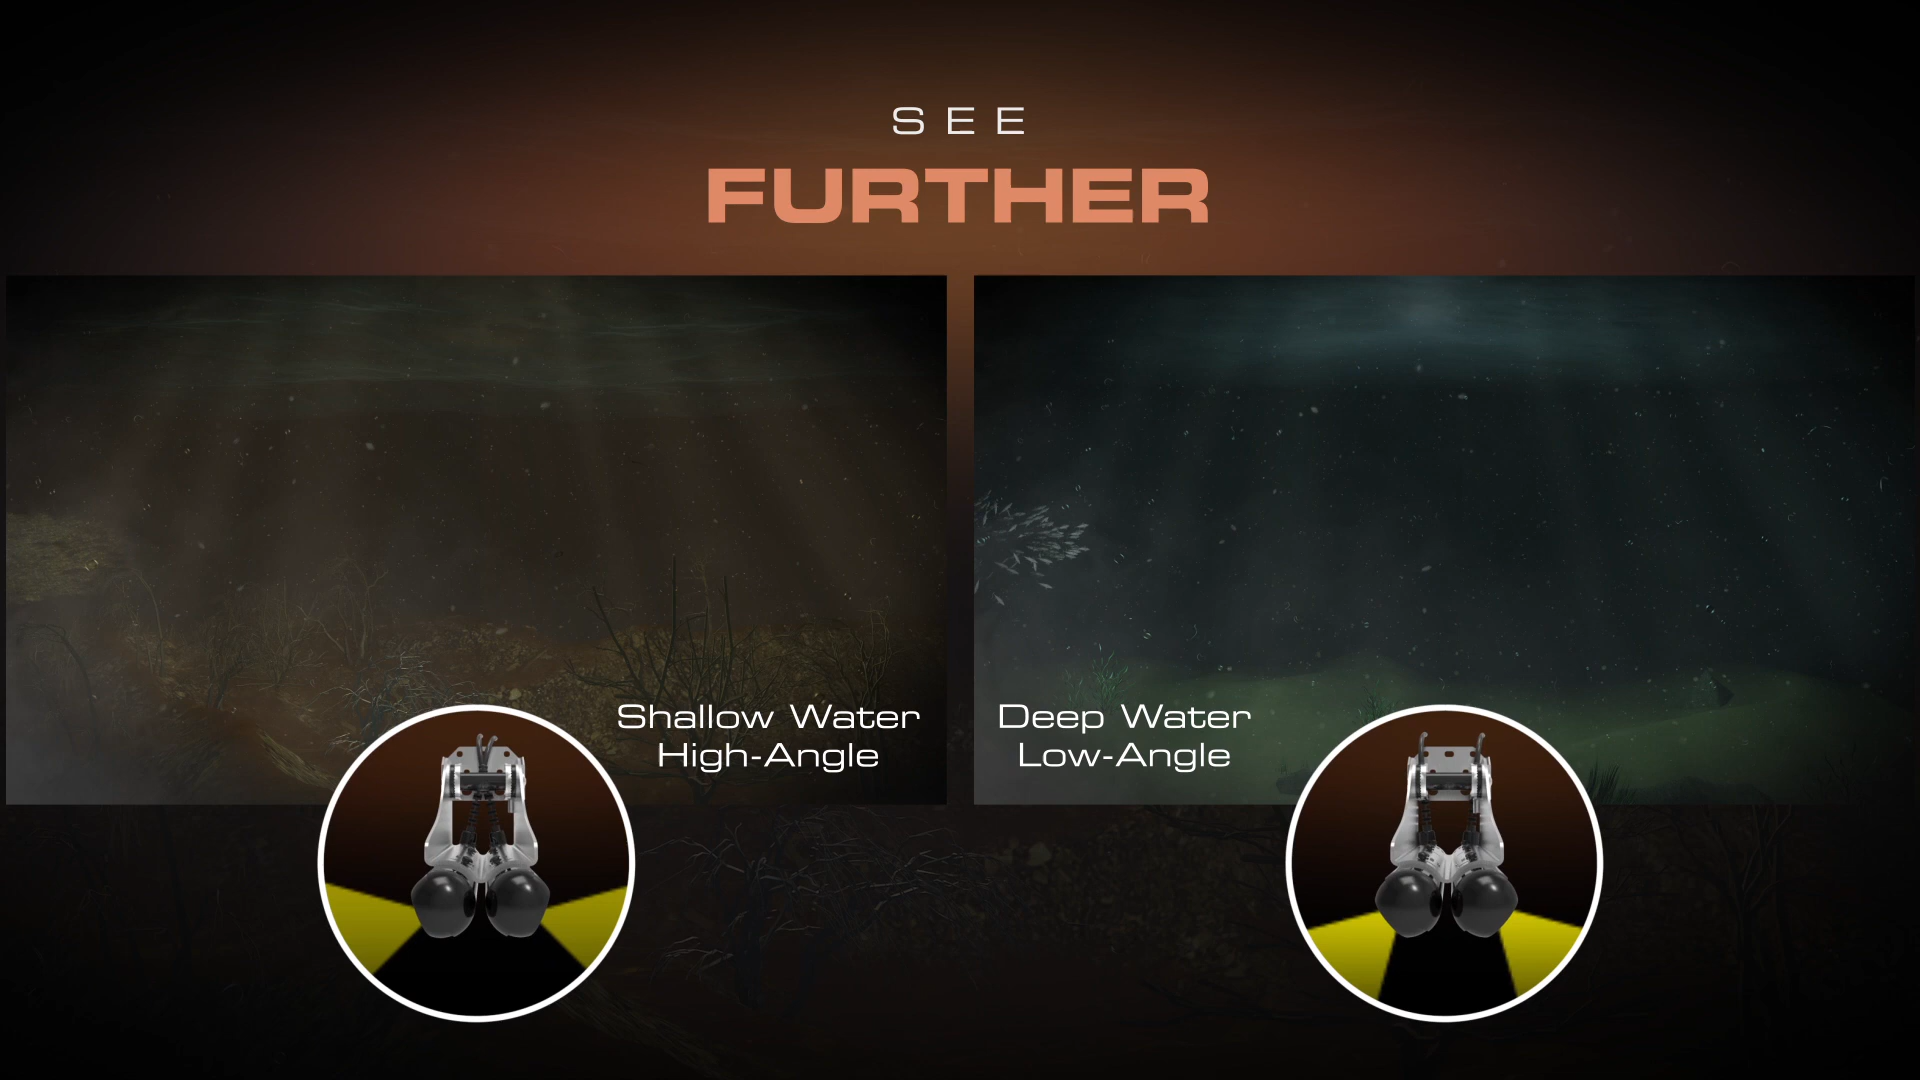 SEE
FURTHER
Shallow Water
High-Angle
Deep Water
Low-Angle